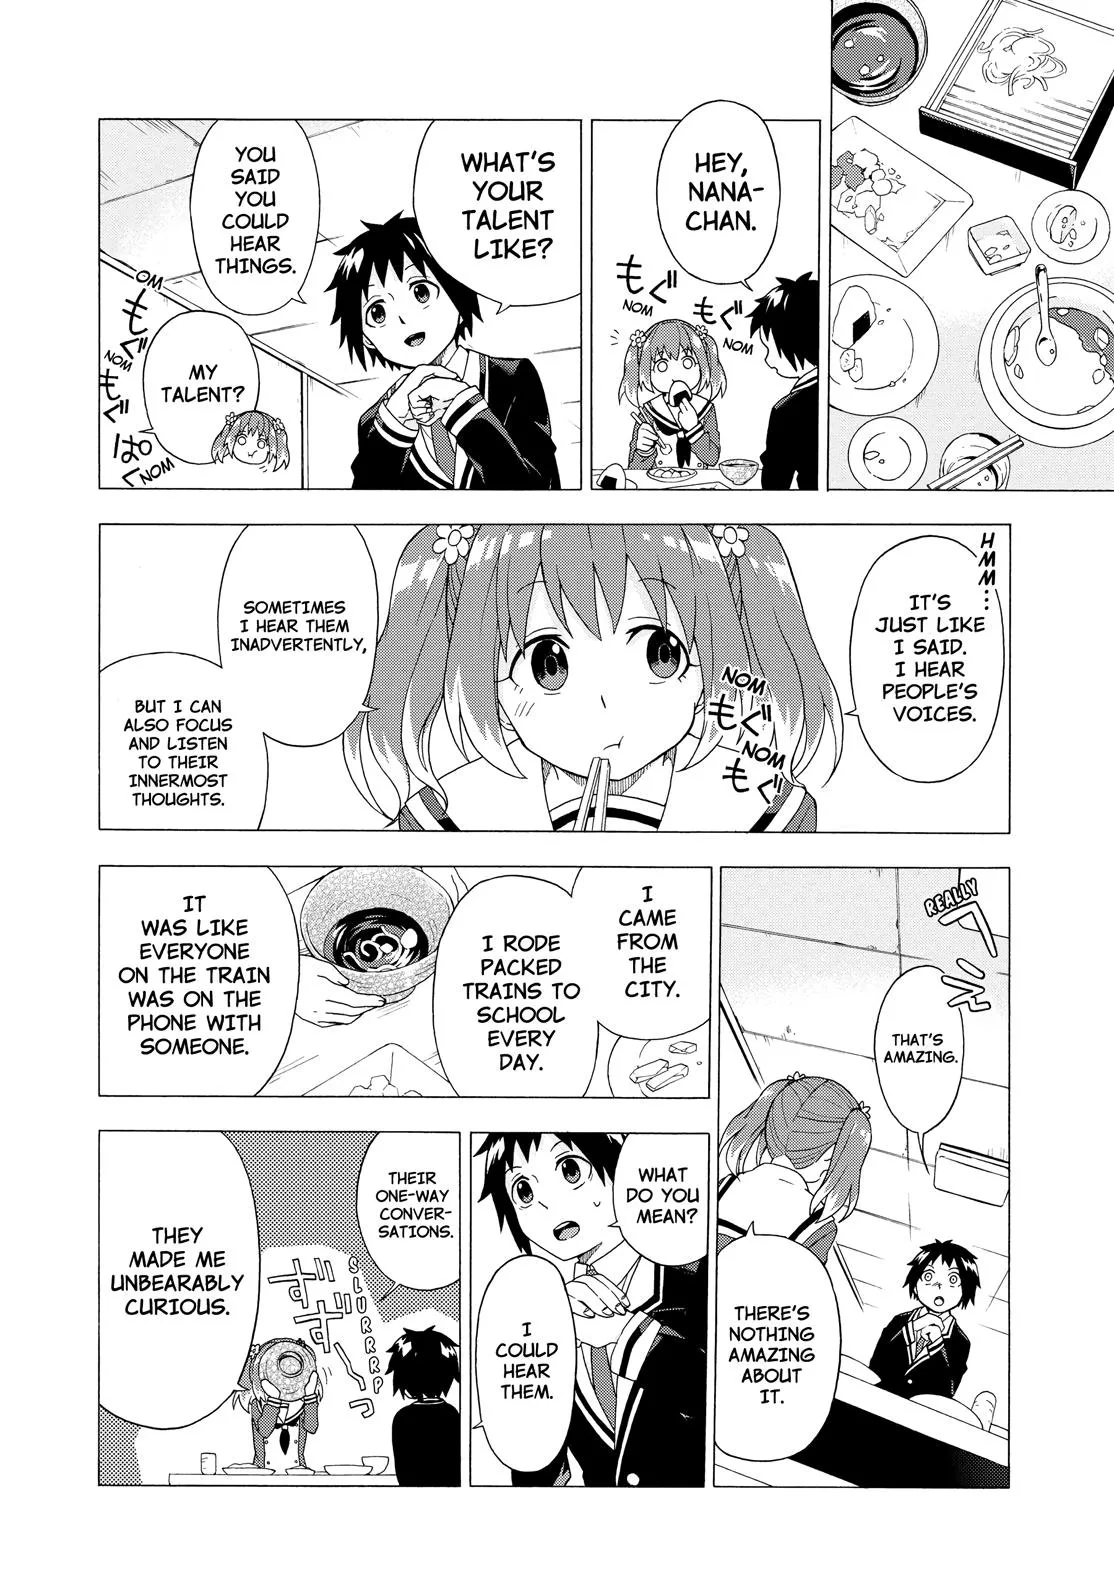 HEY,
NANA-
CHAN.
もぐ
NOM
もぐ
NOM
WHAT'S
YOUR
TALENT
LIKE?
YOU
SAID
YOU
COULD
HEAR
THINGS.
MY
TALENT?
NOM
もぐ
NOM
もぐ
ぱく
NOM
HMM...
IT'S
JUST LIKE
I SAID.
I HEAR
PEOPLE'S
VOICES.
NOM
もぐ
NOM
もぐ
SOMETIMES
I HEAR THEM
INADVERTENTLY,
BUT I CAN
ALSO FOCUS
AND LISTEN
TO THEIR
INNERMOST
THOUGHTS.
REALLY
THAT'S
AMAZING.
THERE'S
NOTHING
AMAZING
ABOUT
IT.
I
CAME
FROM
THE
CITY.
I RODE
PACKED
TRAINS TO
SCHOOL
EVERY
DAY.
IT
WAS LIKE
EVERYONE
ON THE TRAIN
WAS ON THE
PHONE WITH
SOMEONE.
WHAT
DO YOU
MEAN?
I
COULD
HEAR
THEM.
THEIR
ONE-WAY
CONVER-
SATIONS.
SLURRRRP
ずずずーっ
THEY
MADE ME
UNBEARABLY
CURIOUS.